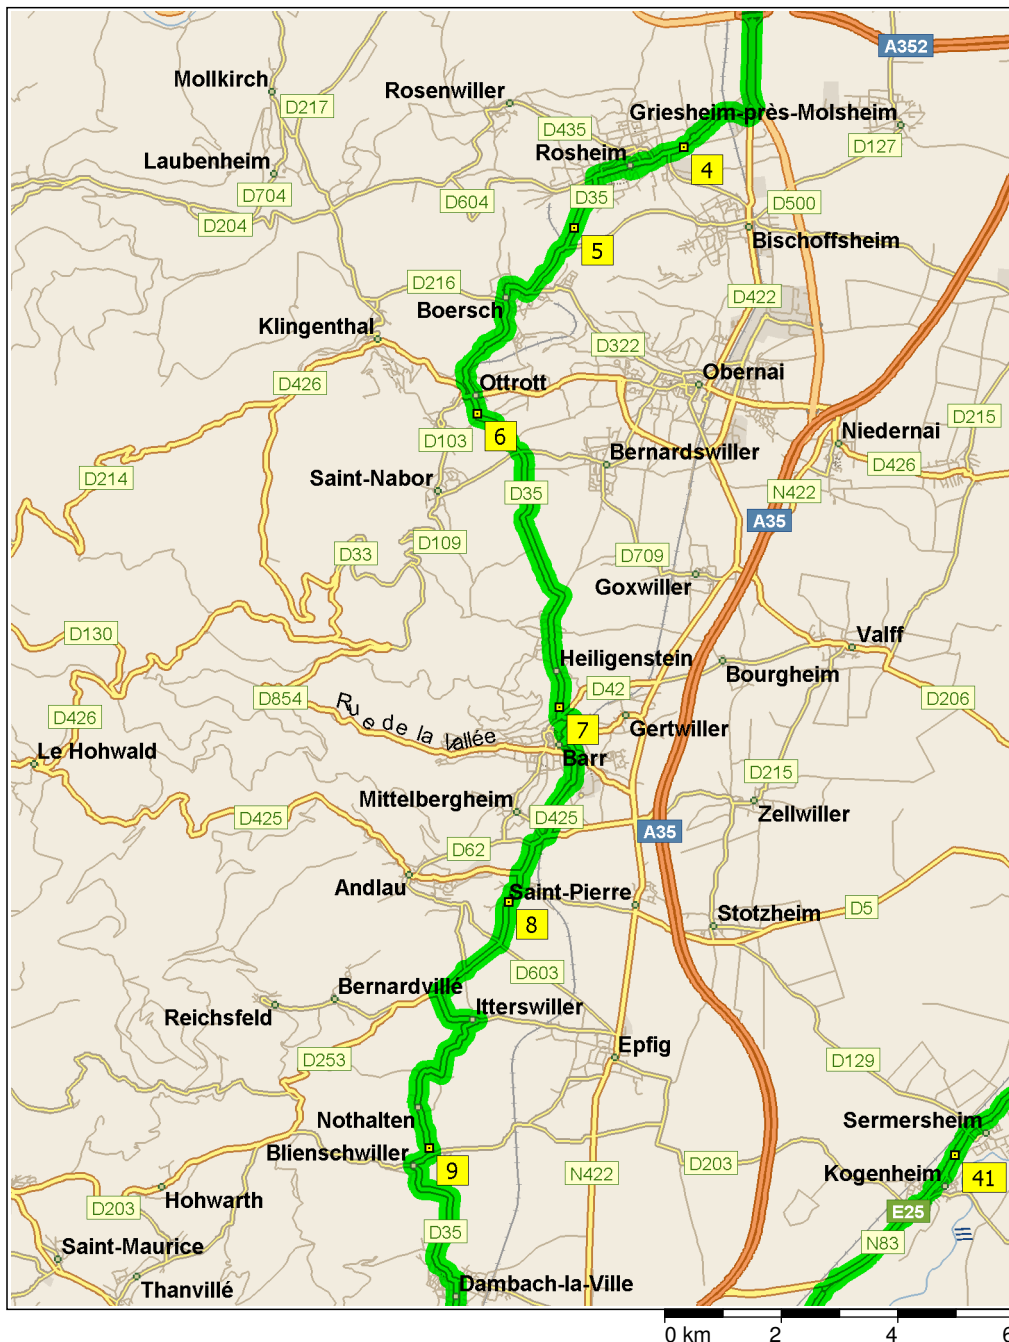 A352
Mollkirch
Rosenwiller
D217
Griesheim-près-Molsheim
D435
D127
Laubenheim
Rosheim
4
D704
D604
D35
D500
D204
5
Bischoffsheim
D216
D422
Boersch
Klingenthal
D322
Obernai
D426
Ottrott
D215
D103
6
Bernardswiller
Niedernai
D426
D214
Saint-Nabor
D35
N422
A35
D109
D33
D709
Goxwiller
D130
Valff
Heiligenstein
Bourgheim
D854
D42
D206
D426
Rue de la Vallée
7
Gertwiller
Le Hohwald
Barr
D215
Mittelbergheim
D425
D425
Zellwiller
A35
D62
Andlau
Saint-Pierre
D5
8
Stotzheim
D603
Bernardvillé
Itterswiller
Reichsfeld
Epfig
D253
D129
Nothalten
Sermersheim
Blienschwiller
9
D203
N422
Kogenheim
41
Hohwarth
D203
E25
D35
N83
Saint-Maurice
Thanvillé
Dambach-la-Ville
0 km 2 4 6